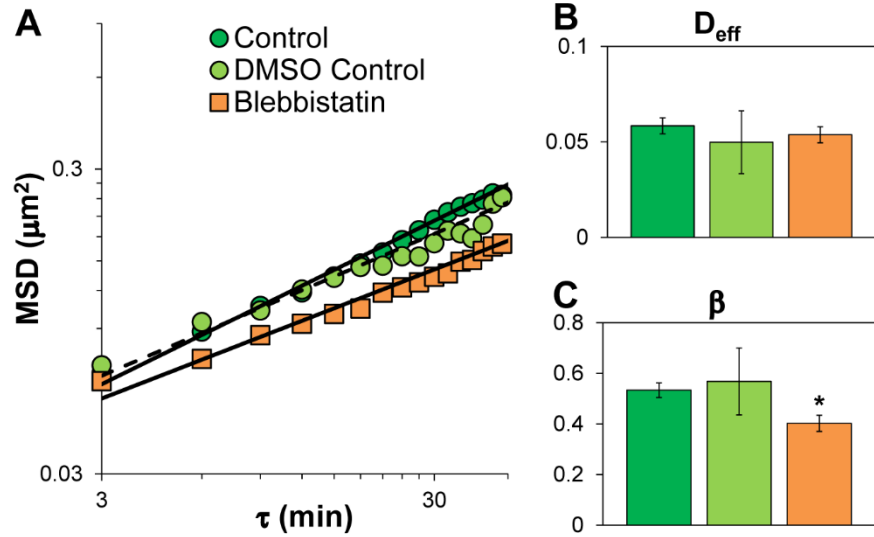 A
Control
DMSO Control
Blebbistatin
MSD (μm²)
0.3
0.03
3
30
τ (min)
B
D_eff
0.1
0.05
0
C
β
0.8
0.6
0.4
0.2
0
*